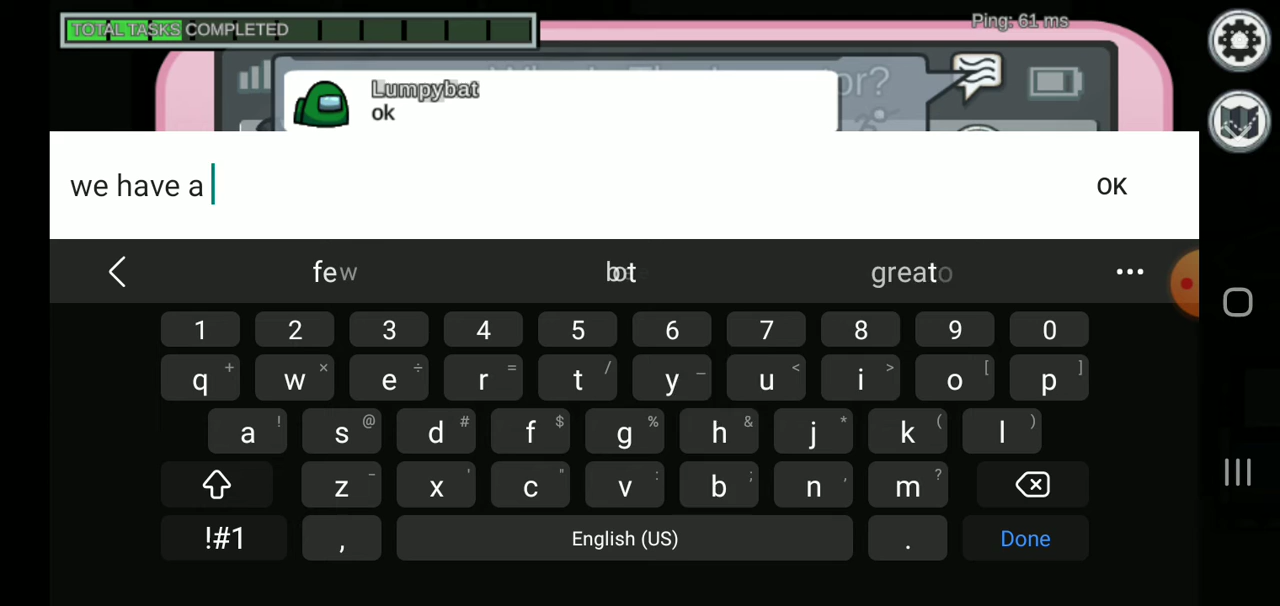 TOTAL TASKS COMPLETED
Ping: 61 ms
or?
Lumpybat
ok
we have a
OK
few
great
1 2 3 4 5 6 7 8 9 0
q + w × e ÷ r = t / y _ u < i > o [ p ]
a ! s @ d # f $ g % h & j * k ( l )
z - x ' c " v : b ; n , m ?
!#1 , English (US) . Done